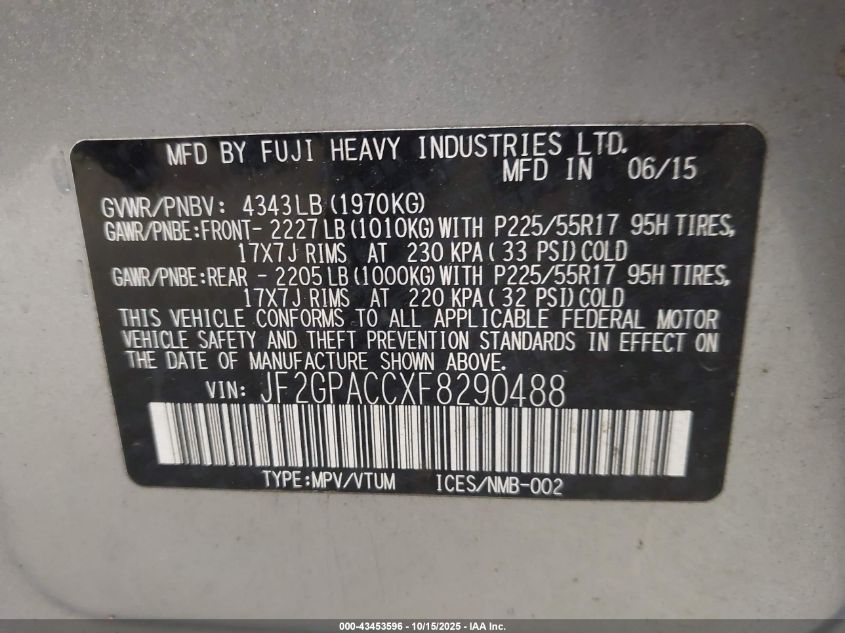 MFD BY FUJI HEAVY INDUSTRIES LTD.
MFD IN 06/15
GVWR/PNBV: 4343LB (1970KG)
GAWR/PNBE:FRONT- 2227LB (1010KG) WITH P225/55R17 95H TIRES,
17X7J RIMS AT 230 KPA ( 33 PSI) COLD
GAWR/PNBE:REAR - 2205LB (1000KG) WITH P225/55R17 95H TIRES,
17X7J RIMS AT 220 KPA ( 32 PSI) COLD
THIS VEHICLE CONFORMS TO ALL APPLICABLE FEDERAL MOTOR
VEHICLE SAFETY AND THEFT PREVENTION STANDARDS IN EFFECT ON
THE DATE OF MANUFACTURE SHOWN ABOVE.
VIN: JF2GPACCXF8290488
TYPE:MPV/VTUM ICES/NMB-002
000-43453596 - 10/15/2025 - IAA Inc.